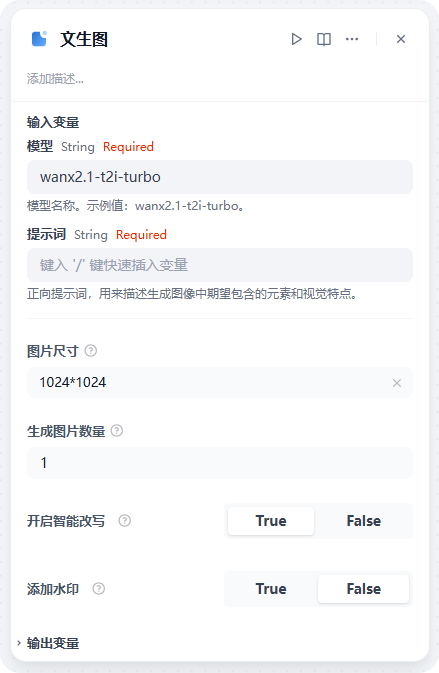 文生图
添加描述...
输入变量
模型 String Required
wanx2.1-t2i-turbo
模型名称。示例值：wanx2.1-t2i-turbo。
提示词 String Required
键入 '/' 键快速插入变量
正向提示词，用来描述生成图像中期望包含的元素和视觉特点。
图片尺寸
1024*1024
生成图片数量
1
开启智能改写 True False
添加水印 True False
输出变量